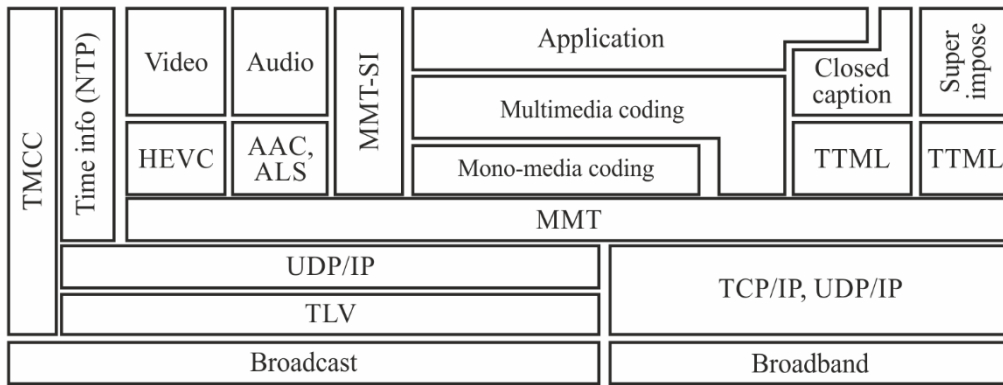 TMCC
Time info (NTP)
Video
Audio
MMT-SI
Application
Closed
caption
Super
impose
Multimedia coding
HEVC
AAC,
ALS
Mono-media coding
TTML
TTML
MMT
UDP/IP
TCP/IP, UDP/IP
TLV
Broadcast
Broadband